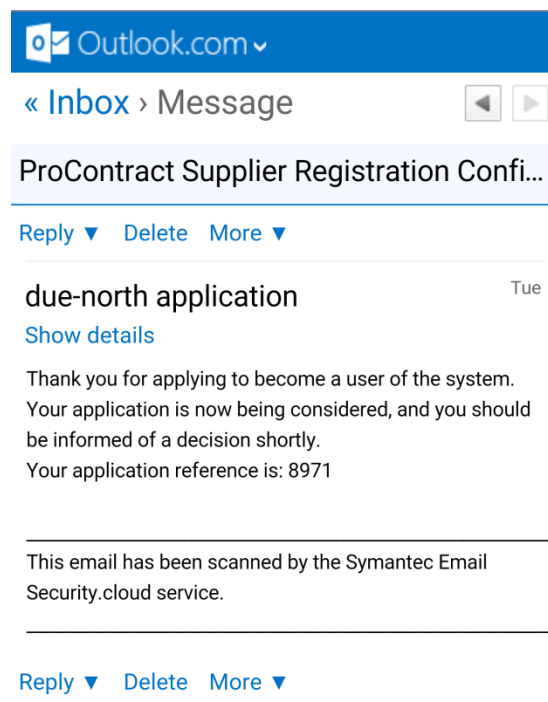 Outlook.com
« Inbox › Message
ProContract Supplier Registration Confi...
Reply ▼ Delete More ▼
due-north application Tue
Show details
Thank you for applying to become a user of the system.
Your application is now being considered, and you should
be informed of a decision shortly.
Your application reference is: 8971
This email has been scanned by the Symantec Email
Security.cloud service.
Reply ▼ Delete More ▼